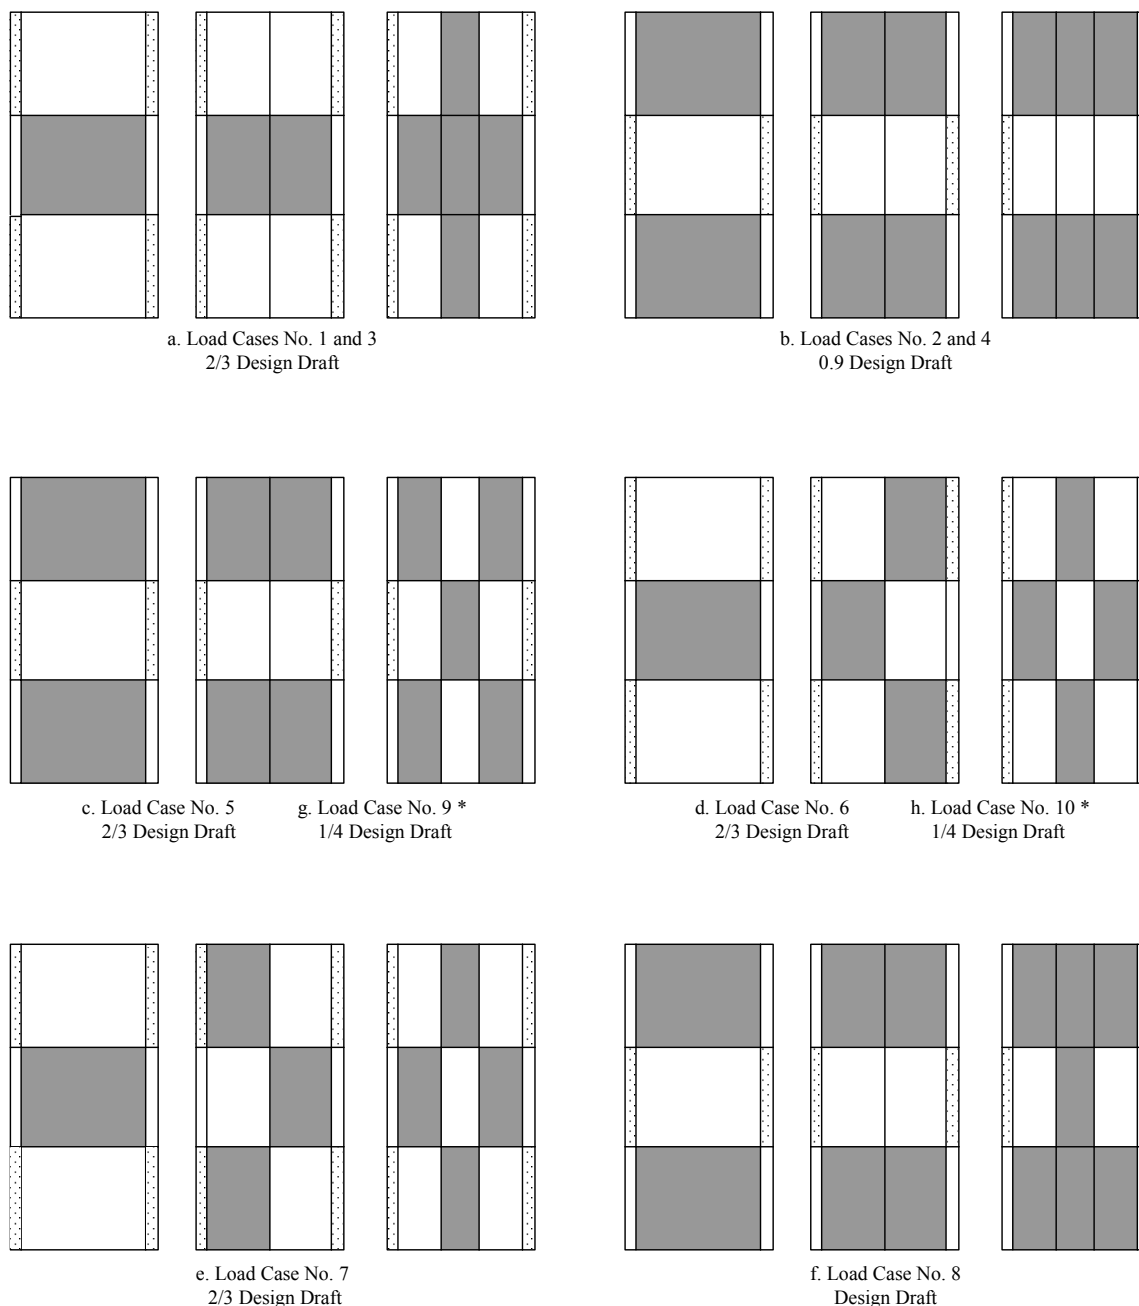 a. Load Cases No. 1 and 3
2/3 Design Draft
b. Load Cases No. 2 and 4
0.9 Design Draft
c. Load Case No. 5
2/3 Design Draft
g. Load Case No. 9 *
1/4 Design Draft
d. Load Case No. 6
2/3 Design Draft
h. Load Case No. 10 *
1/4 Design Draft
e. Load Case No. 7
2/3 Design Draft
f. Load Case No. 8
Design Draft